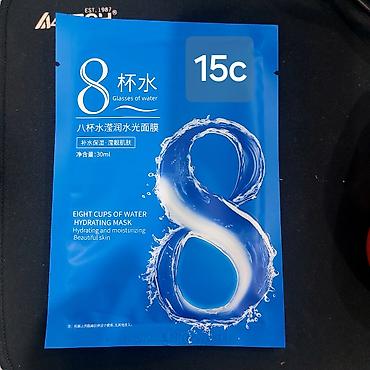 EST.1987
8杯水
Glasses of water
15c
八杯水滢润水光面膜
补水保湿·滢靓肌肤
净含量:30ml
EIGHT CUPS OF WATER
HYDRATING MASK
Hydrating and moisturizing
Beautiful skin